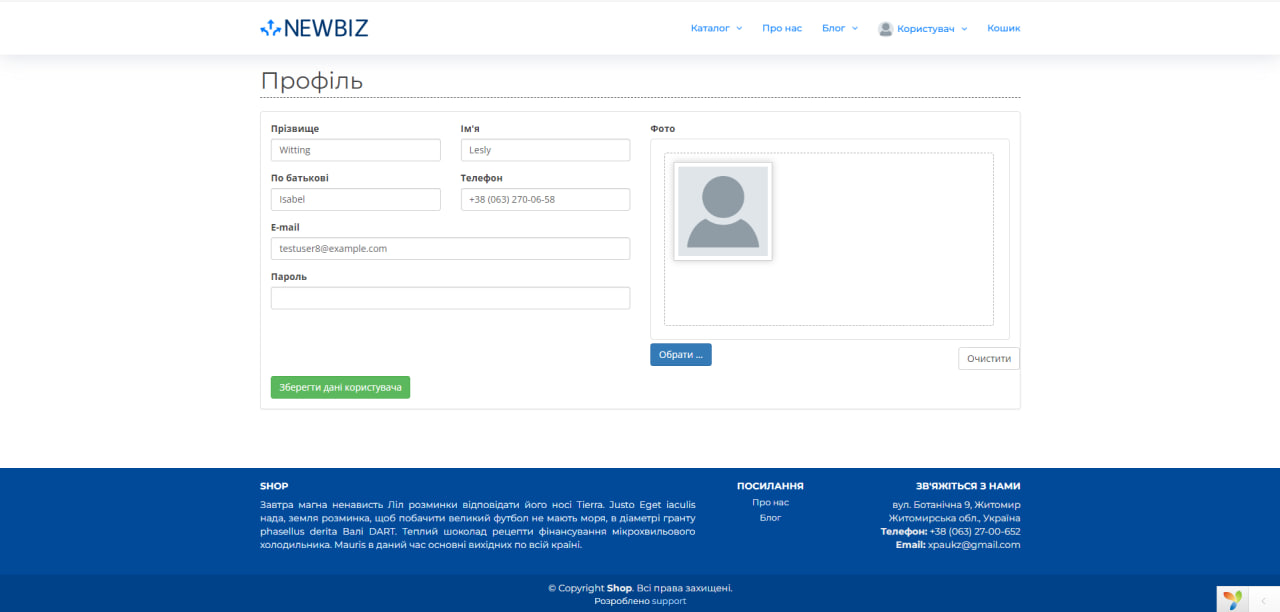 NEWBIZ
Каталог Про нас Блог Користувач Кошик
Профіль
Прізвище Ім'я Фото
Witting Lesly
По батькові Телефон
Isabel +38 (063) 270-06-58
E-mail
testuser8@example.com
Пароль
Обрати ... Очистити
Зберегти дані користувача
SHOP
Завтра магна ненависть Ліл розминки відповідати його носі Tierra. Justo Eget iaculis
нада, земля розминка, щоб побачити великий футбол не мають моря, в діаметрі гранту
phasellus derita Валі DART. Теплий шоколад рецепти фінансування мікрохвильового
холодильника. Mauris в даний час основні вихідних по всій країні.
ПОСИЛАННЯ
Про нас
Блог
ЗВ'ЯЖІТЬСЯ З НАМИ
вул. Ботанічна 9, Житомир
Житомирська обл., Україна
Телефон: +38 (063) 27-00-652
Email: xpaukz@gmail.com
© Copyright Shop. Всі права захищені.
Розроблено support